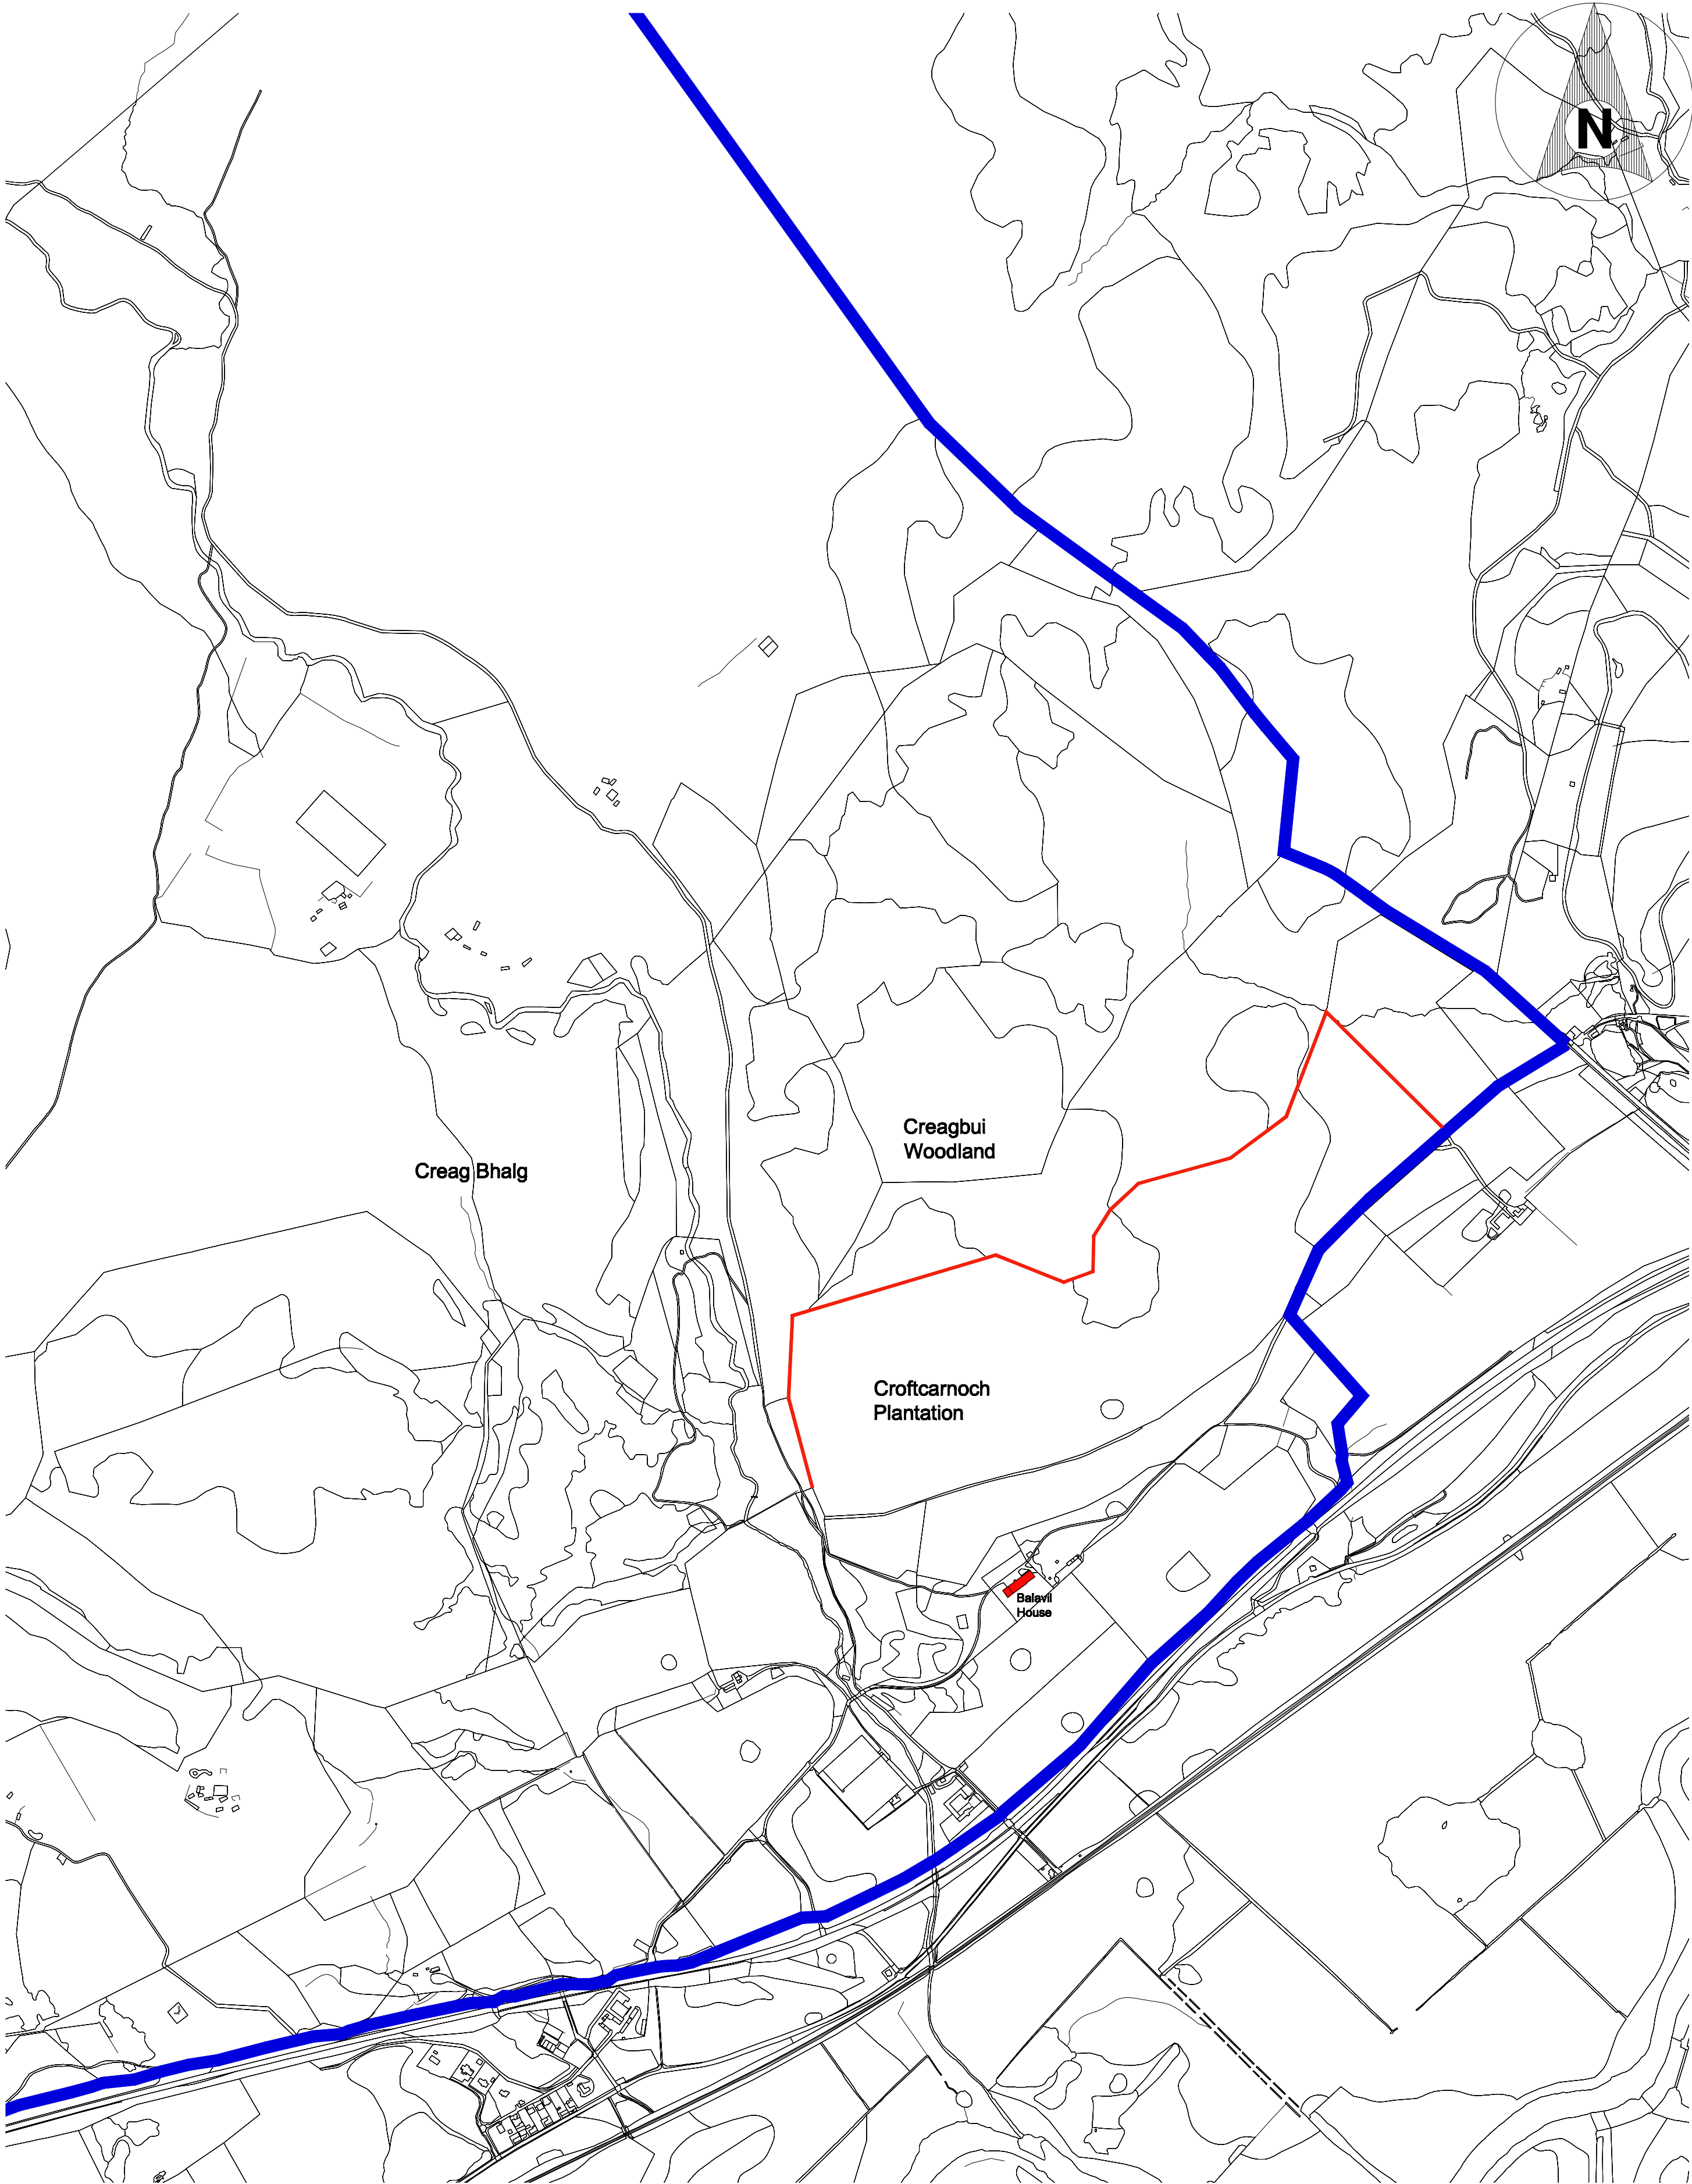 N
Creagbui
Woodland
Creag Bhalg
Croftcarnoch
Plantation
Balavil
House